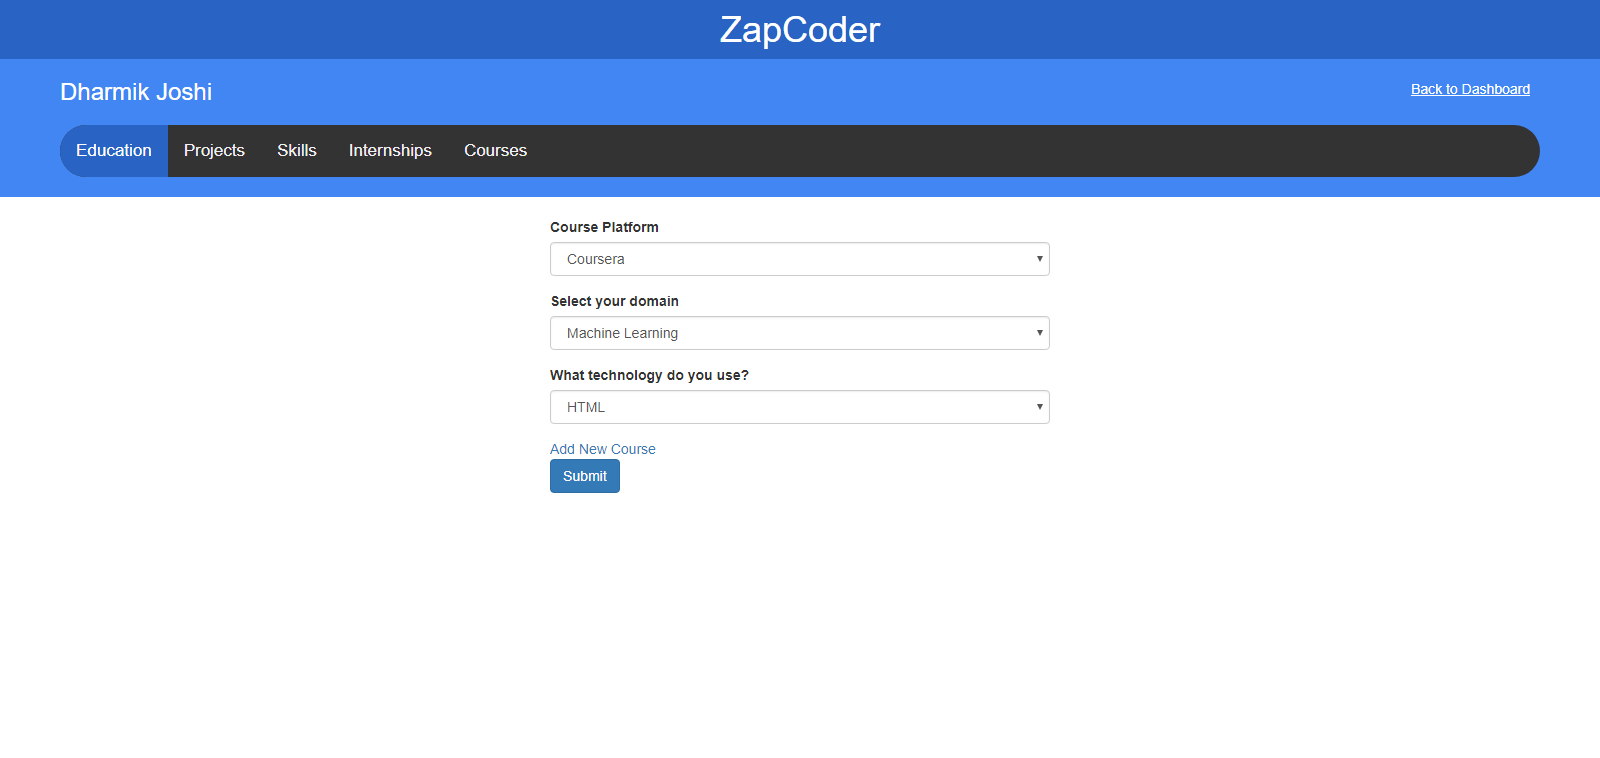 ZapCoder
Dharmik Joshi
Back to Dashboard
Education Projects Skills Internships Courses
Course Platform
Coursera
Select your domain
Machine Learning
What technology do you use?
HTML
Add New Course
Submit